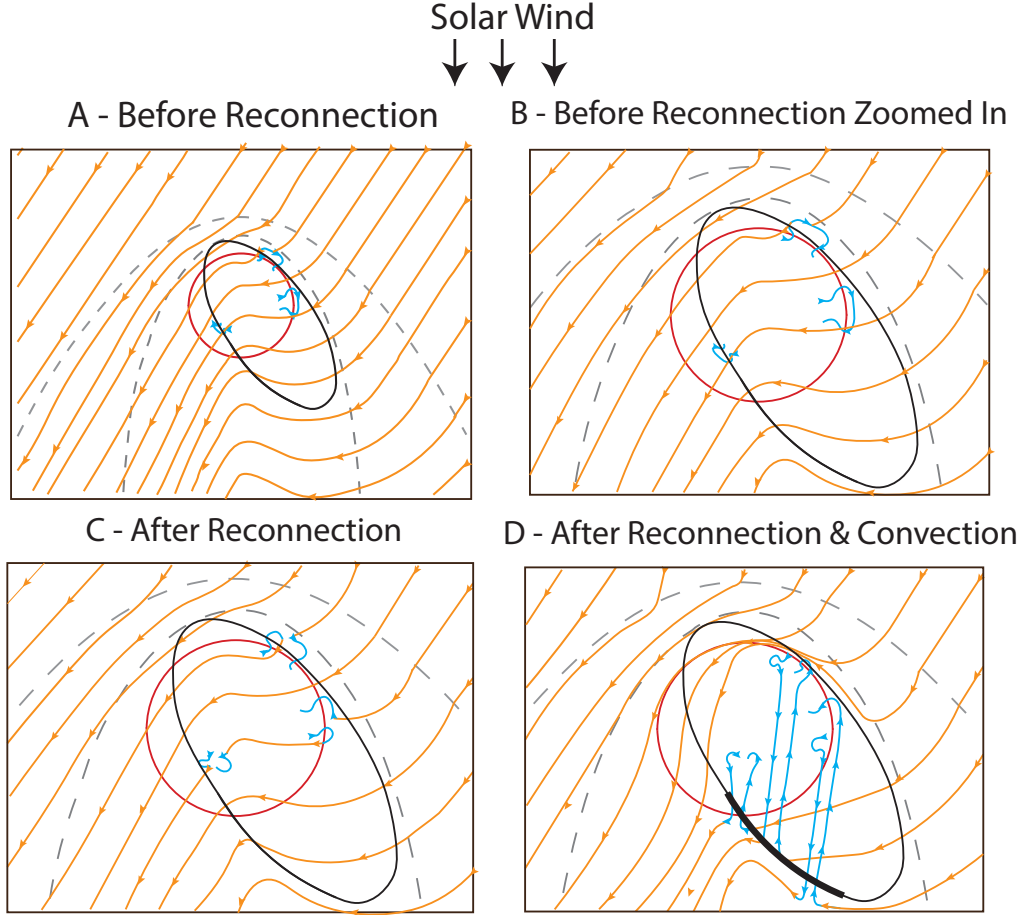 Solar Wind
A - Before Reconnection
B - Before Reconnection Zoomed In
C - After Reconnection
D - After Reconnection & Convection